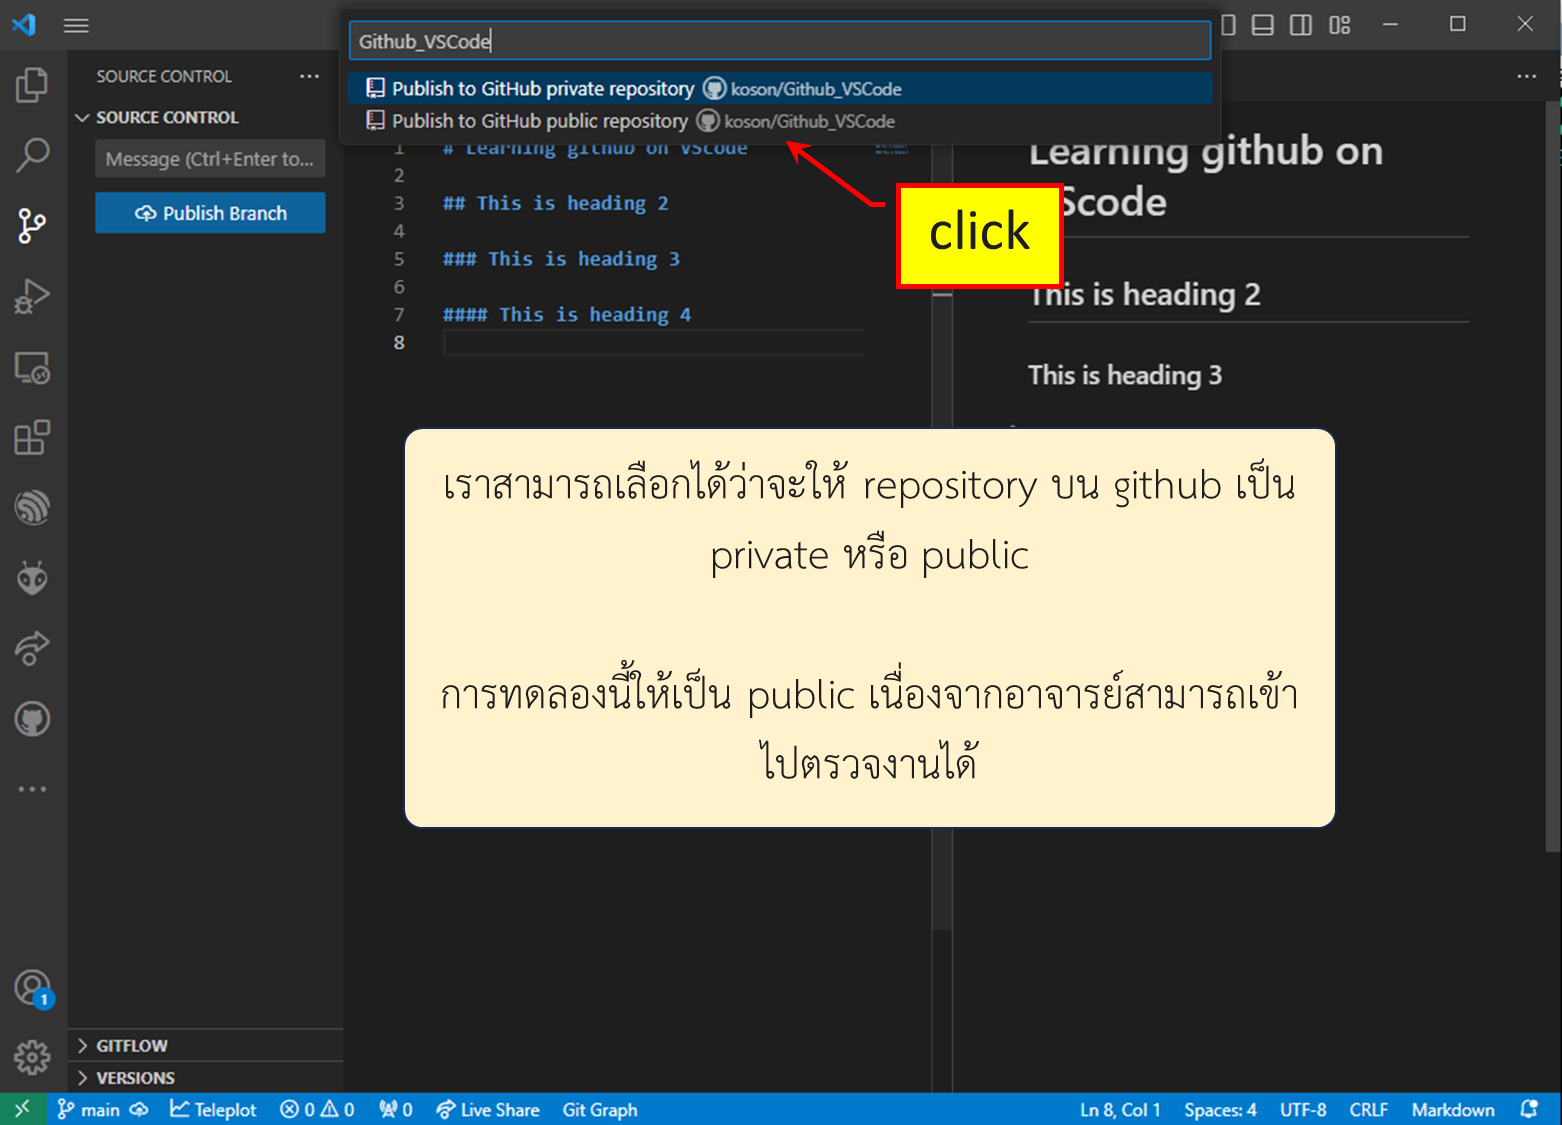 Github_VSCode
Publish to GitHub private repository koson/Github_VSCode
Publish to GitHub public repository koson/Github_VSCode
SOURCE CONTROL
SOURCE CONTROL
Message (Ctrl+Enter to...
Publish Branch
1 # Learning github on VScode
2
3 ## This is heading 2
4
5 ### This is heading 3
6
7 #### This is heading 4
8
click
Learning github on
Scode
This is heading 2
This is heading 3
เราสามารถเลือกได้ว่าจะให้ repository บน github เป็น
private หรือ public
การทดลองนี้ให้เป็น public เนื่องจากอาจารย์สามารถเข้า
ไปตรวจงานได้
1
GITFLOW
VERSIONS
main Teleplot 0 0 0 Live Share Git Graph Ln 8, Col 1 Spaces: 4 UTF-8 CRLF Markdown